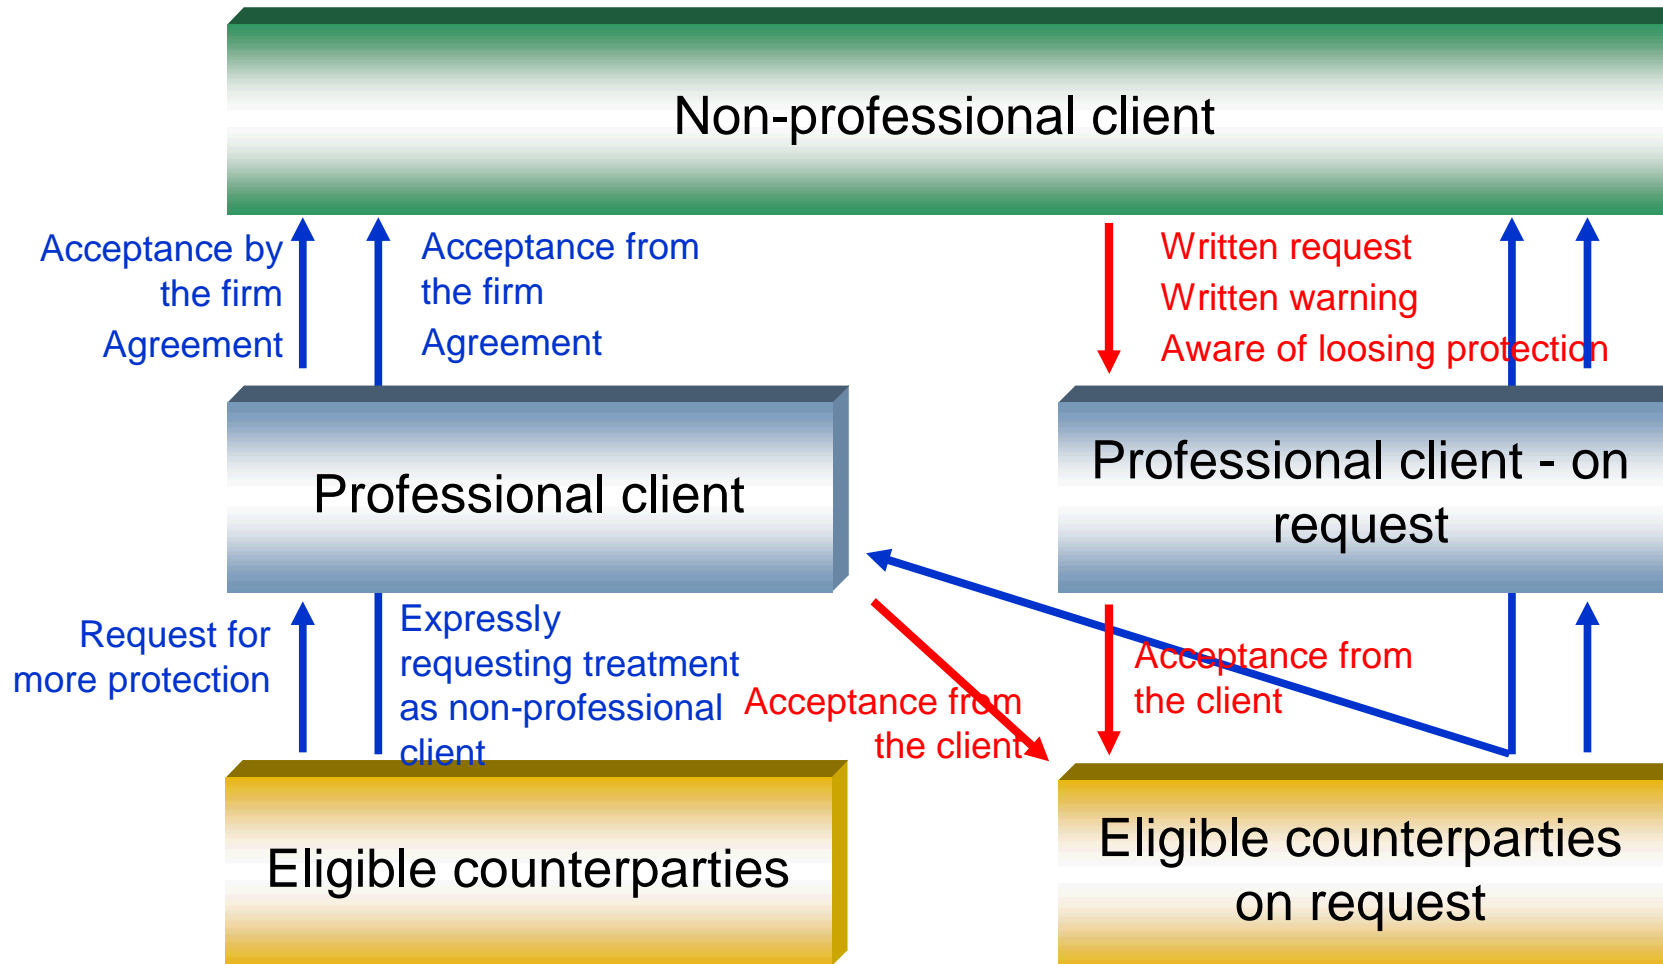 Non-professional client
Acceptance by
the firm
Agreement
Acceptance from
the firm
Agreement
Written request
Written warning
Aware of loosing protection
Professional client
Professional client - on
request
Request for
more protection
Expressly
requesting treatment
as non-professional
client
Acceptance from
the client
Acceptance from
the client
Eligible counterparties
Eligible counterparties
on request